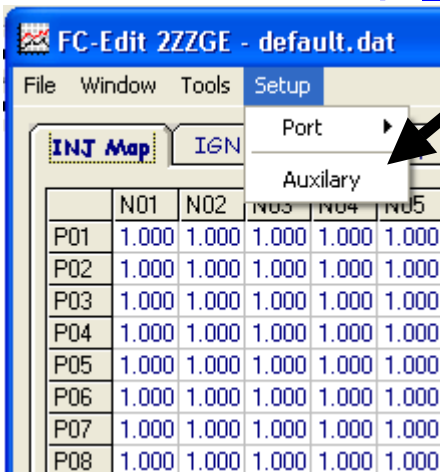 FC-Edit 2ZZGE - default.dat
File Window Tools Setup
Port
Auxilary
INJ Map IGN
N01 N02 N03 N04 N05
P01 1.000 1.000 1.000 1.000 1.000
P02 1.000 1.000 1.000 1.000 1.000
P03 1.000 1.000 1.000 1.000 1.000
P04 1.000 1.000 1.000 1.000 1.000
P05 1.000 1.000 1.000 1.000 1.000
P06 1.000 1.000 1.000 1.000 1.000
P07 1.000 1.000 1.000 1.000 1.000
P08 1.000 1.000 1.000 1.000 1.000